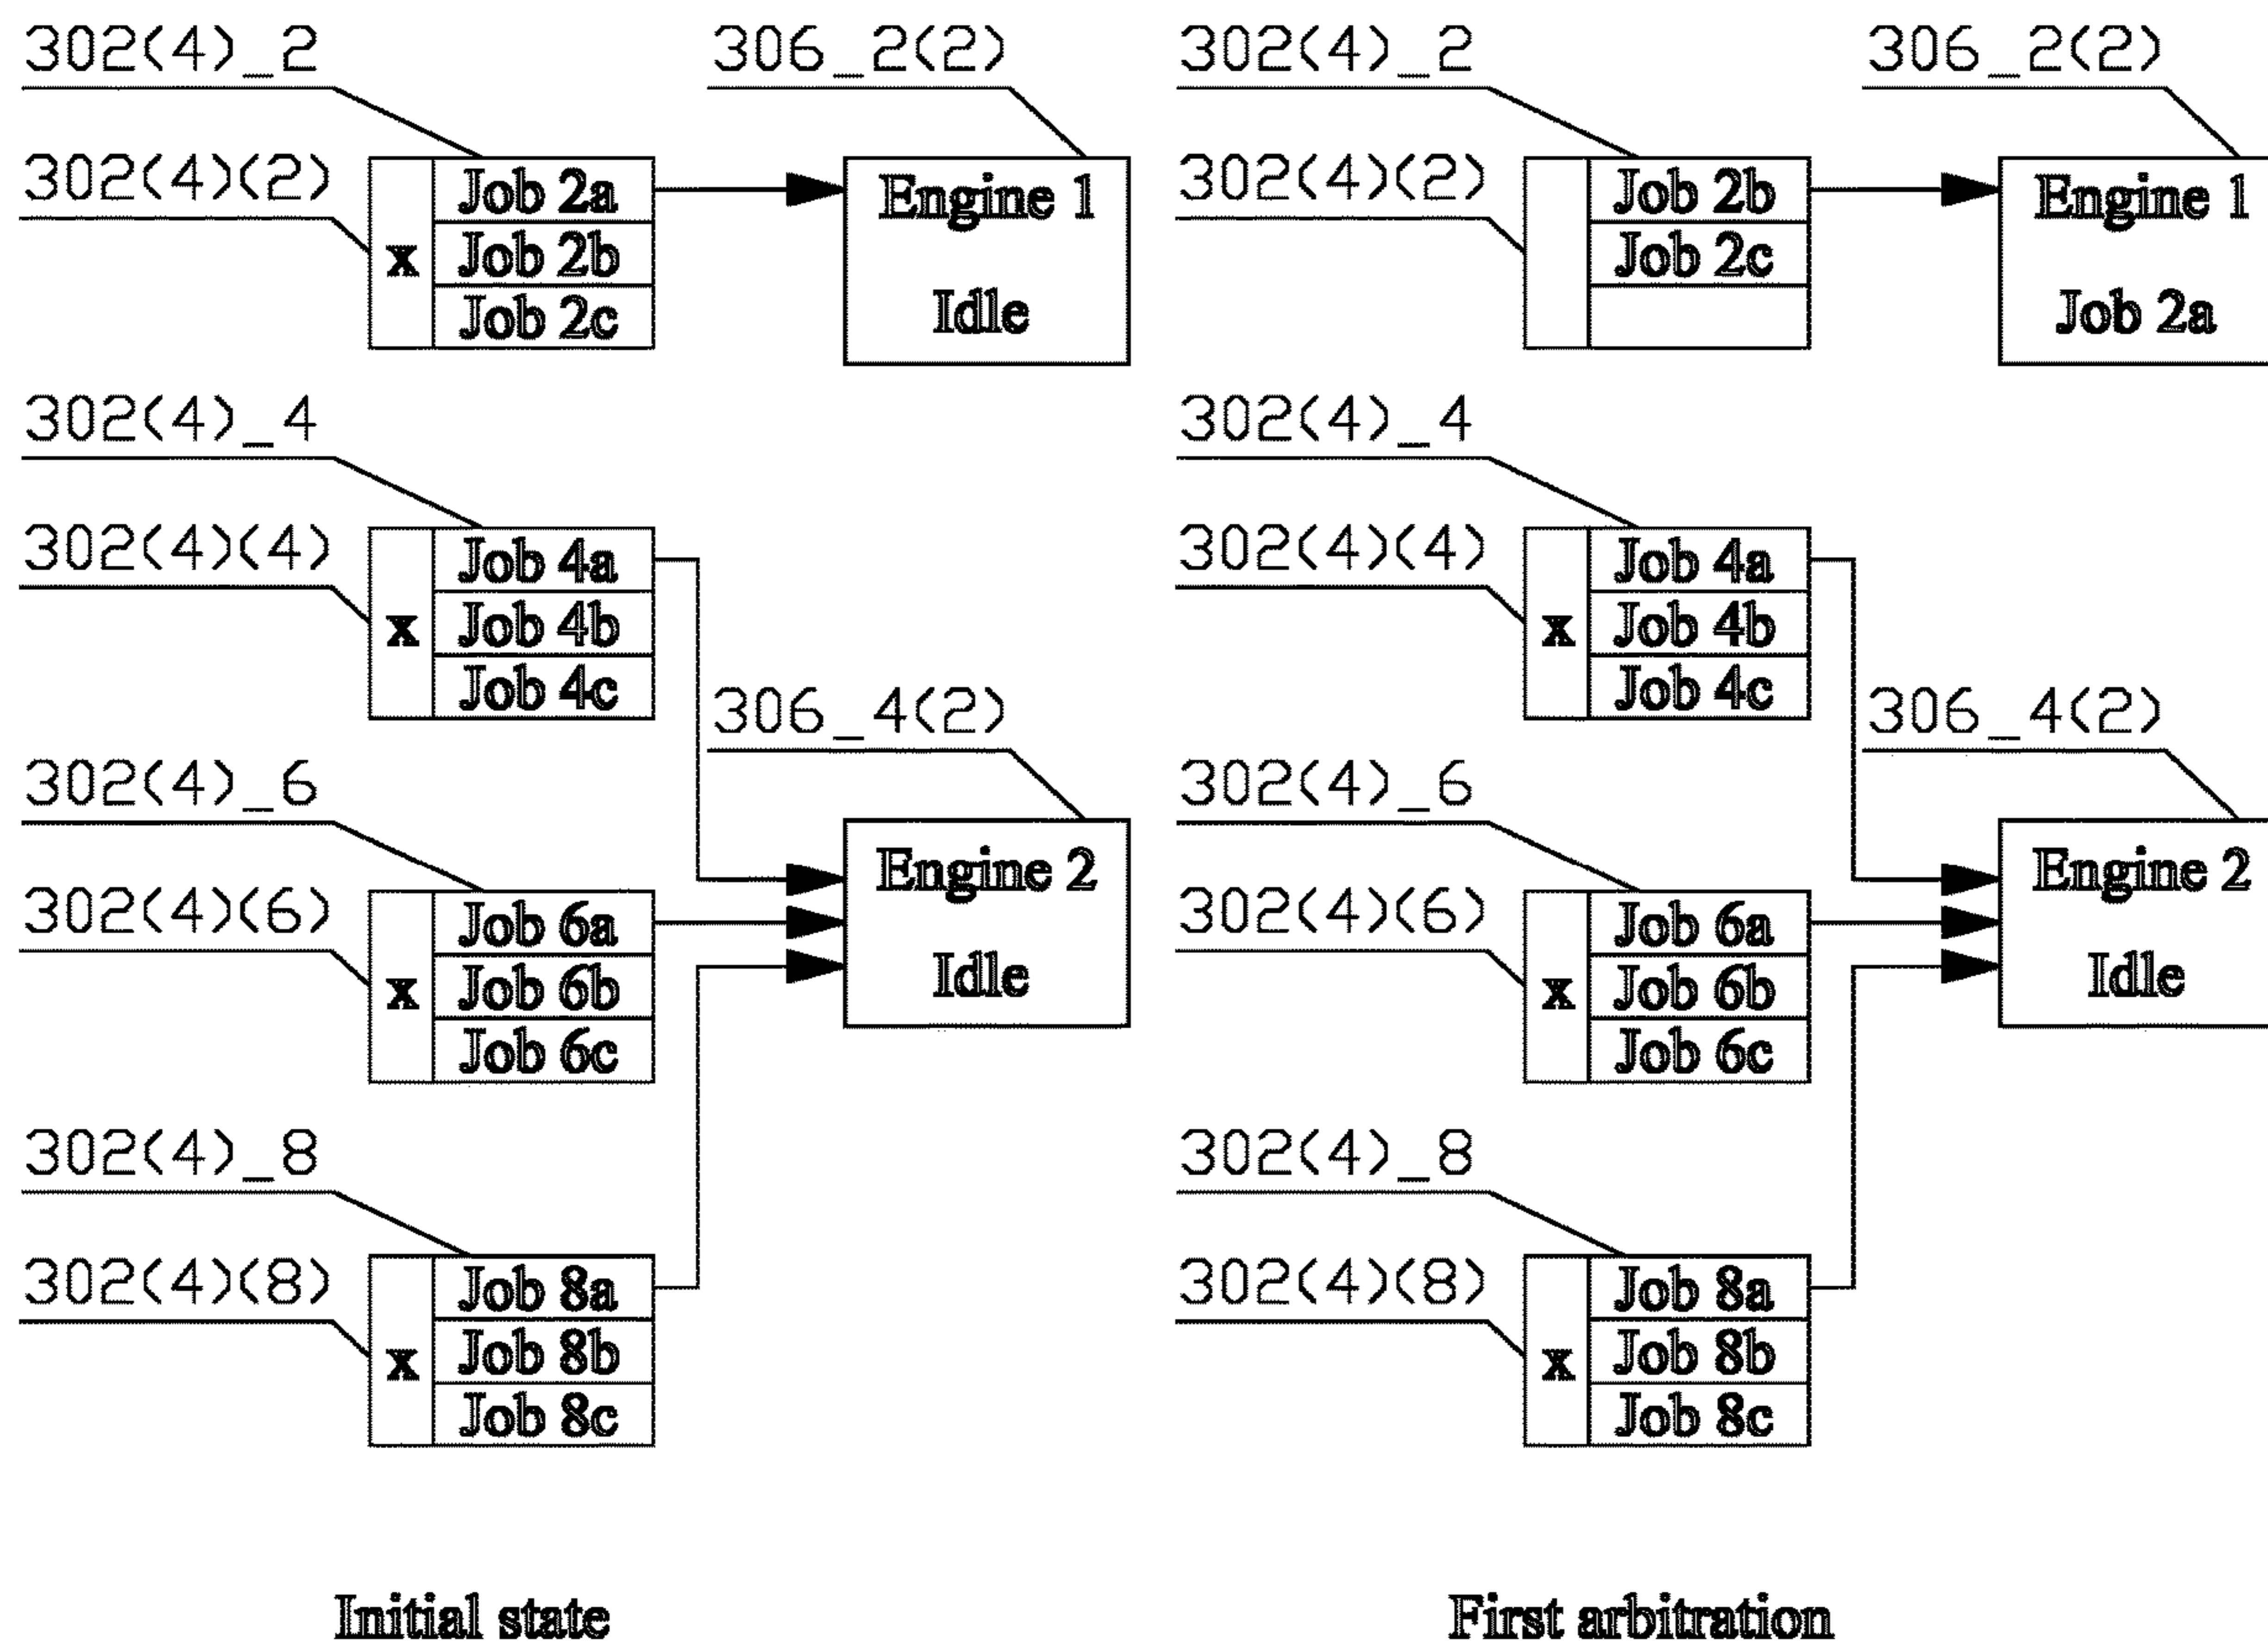 302(4)_2
306_2(2)
302(4)(2)
x
Job 2a
Job 2b
Job 2c
Engine 1
Idle
302(4)_4
302(4)(4)
x
Job 4a
Job 4b
Job 4c
306_4(2)
302(4)_6
302(4)(6)
x
Job 6a
Job 6b
Job 6c
Engine 2
Idle
302(4)_8
302(4)(8)
x
Job 8a
Job 8b
Job 8c
Initial state
302(4)_2
306_2(2)
302(4)(2)
Job 2b
Job 2c
Engine 1
Job 2a
302(4)_4
302(4)(4)
x
Job 4a
Job 4b
Job 4c
306_4(2)
302(4)_6
302(4)(6)
x
Job 6a
Job 6b
Job 6c
Engine 2
Idle
302(4)_8
302(4)(8)
x
Job 8a
Job 8b
Job 8c
First arbitration